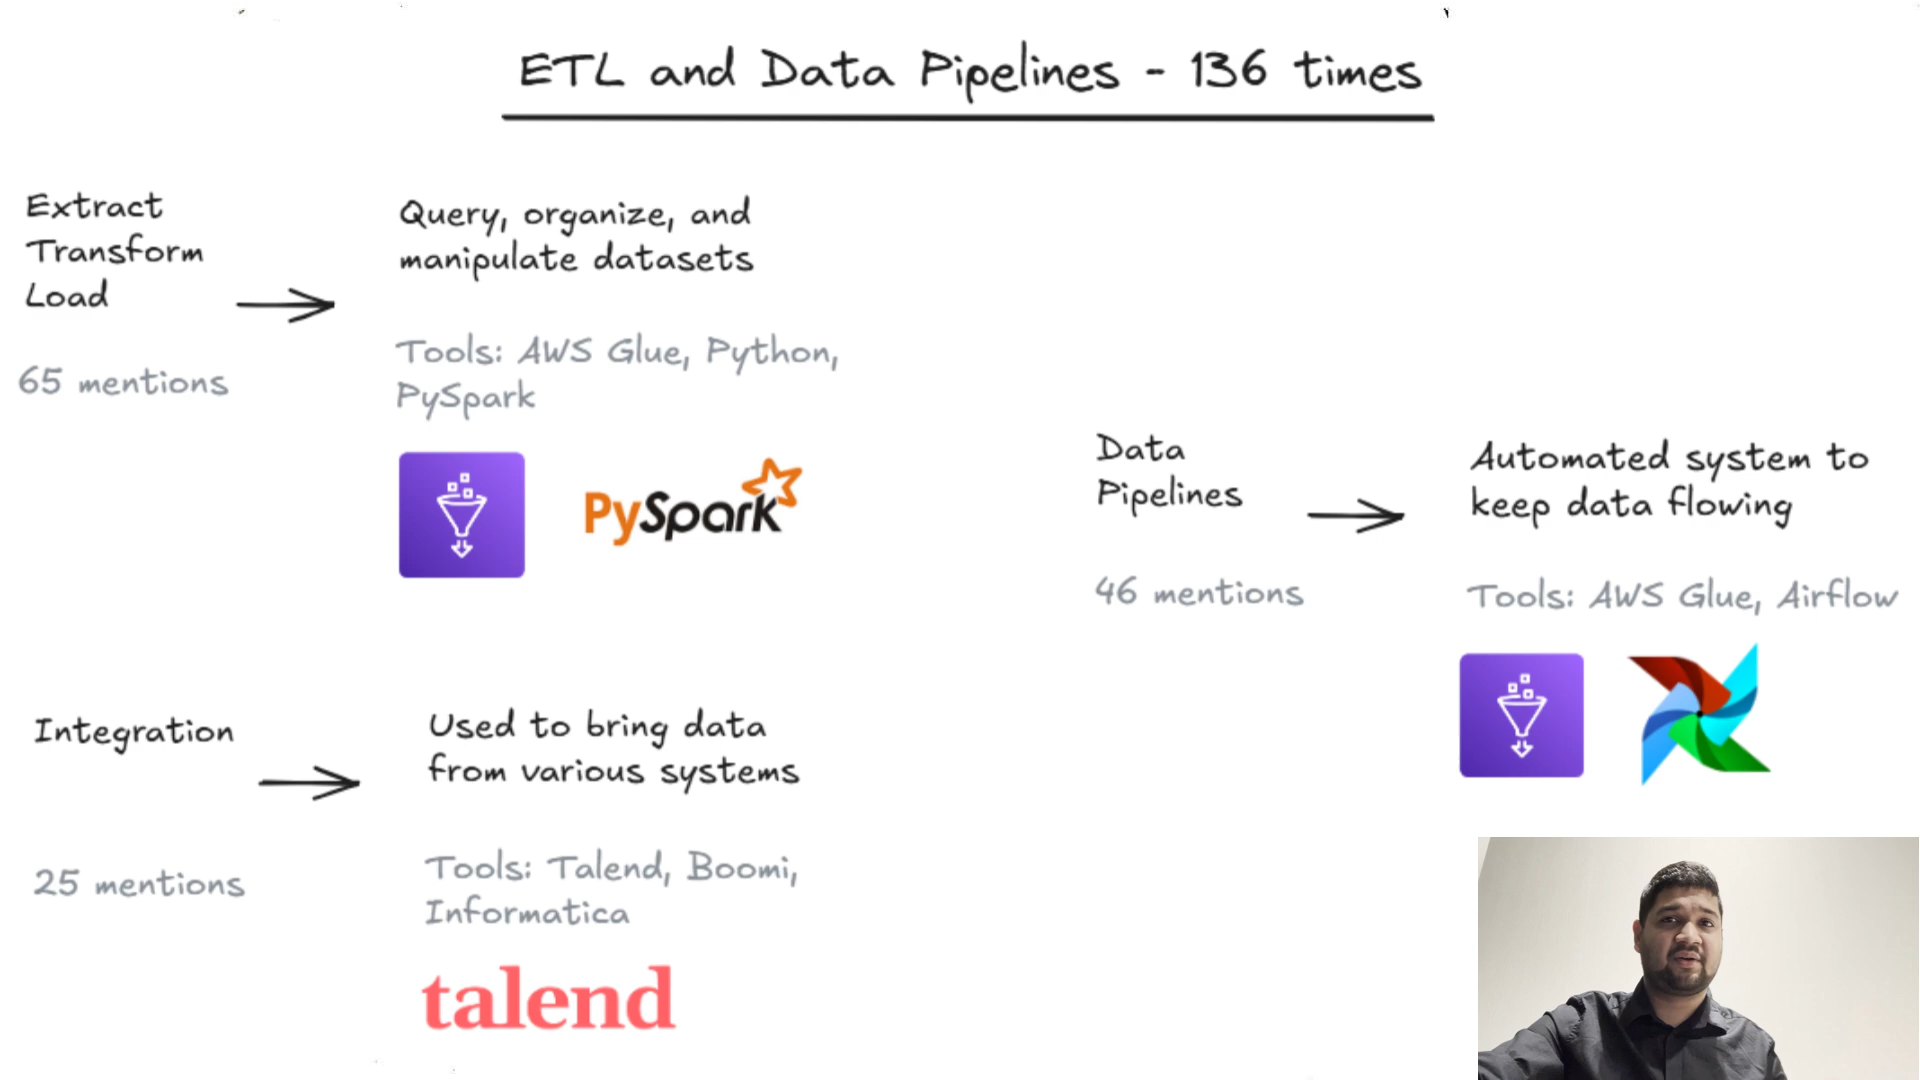 ETL and Data Pipelines - 136 times
Extract
Transform
Load
65 mentions
Query, organize, and
manipulate datasets
Tools: AWS Glue, Python,
PySpark
PySpark
Integration
25 mentions
Used to bring data
from various systems
Tools: Talend, Boomi,
Informatica
talend
Data
Pipelines
46 mentions
Automated system to
keep data flowing
Tools: AWS Glue, Airflow